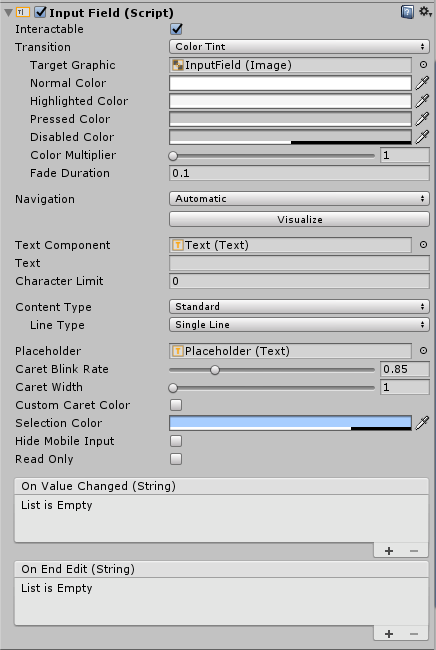 Input Field (Script)
Interactable
Transition Color Tint
Target Graphic InputField (Image)
Normal Color
Highlighted Color
Pressed Color
Disabled Color
Color Multiplier 1
Fade Duration 0.1
Navigation Automatic
Visualize
Text Component T Text (Text)
Text
Character Limit 0
Content Type Standard
Line Type Single Line
Placeholder T Placeholder (Text)
Caret Blink Rate 0.85
Caret Width 1
Custom Caret Color
Selection Color
Hide Mobile Input
Read Only
On Value Changed (String)
List is Empty
+ −
On End Edit (String)
List is Empty
+ −